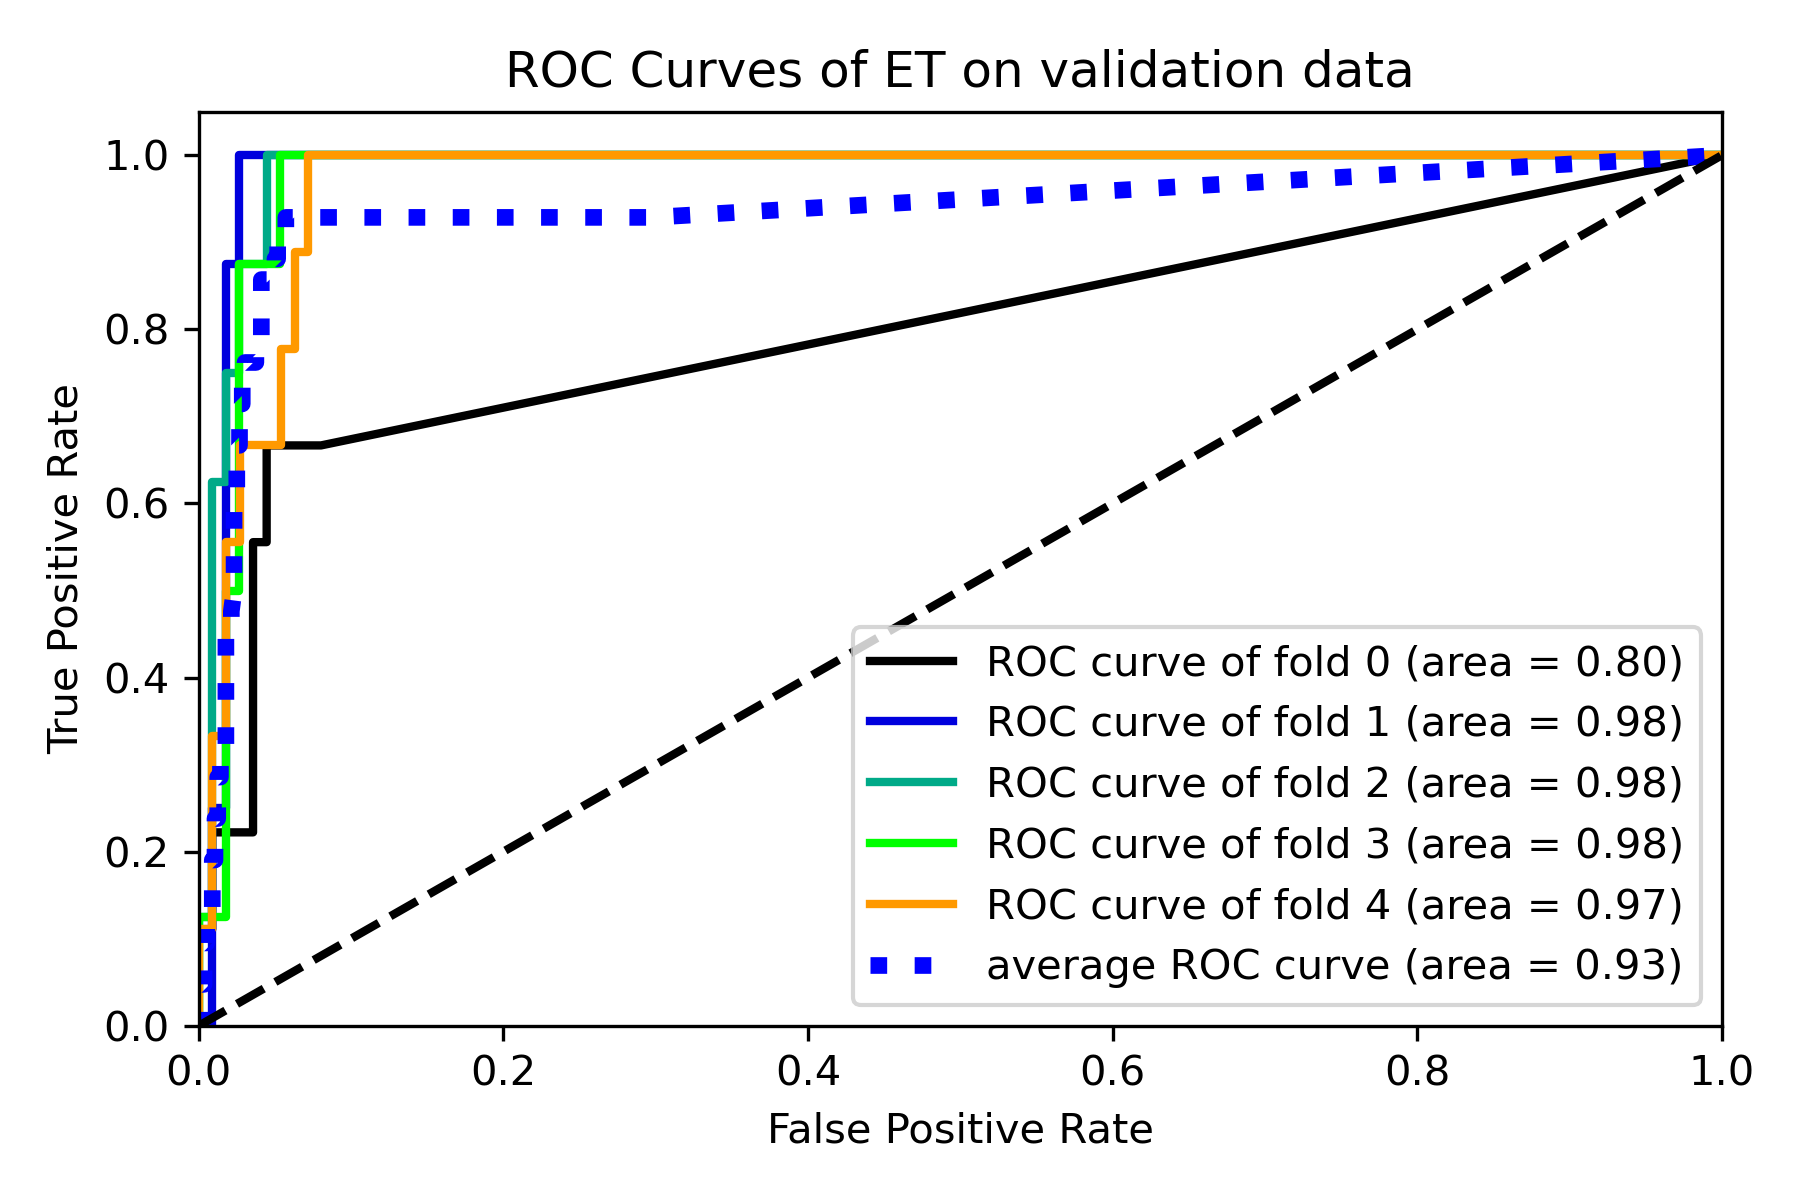 ROC Curves of ET on validation data
1.0
0.8
0.6
0.4
0.2
0.0
True Positive Rate
ROC curve of fold 0 (area = 0.80)
ROC curve of fold 1 (area = 0.98)
ROC curve of fold 2 (area = 0.98)
ROC curve of fold 3 (area = 0.98)
ROC curve of fold 4 (area = 0.97)
average ROC curve (area = 0.93)
0.0 0.2 0.4 0.6 0.8 1.0
False Positive Rate